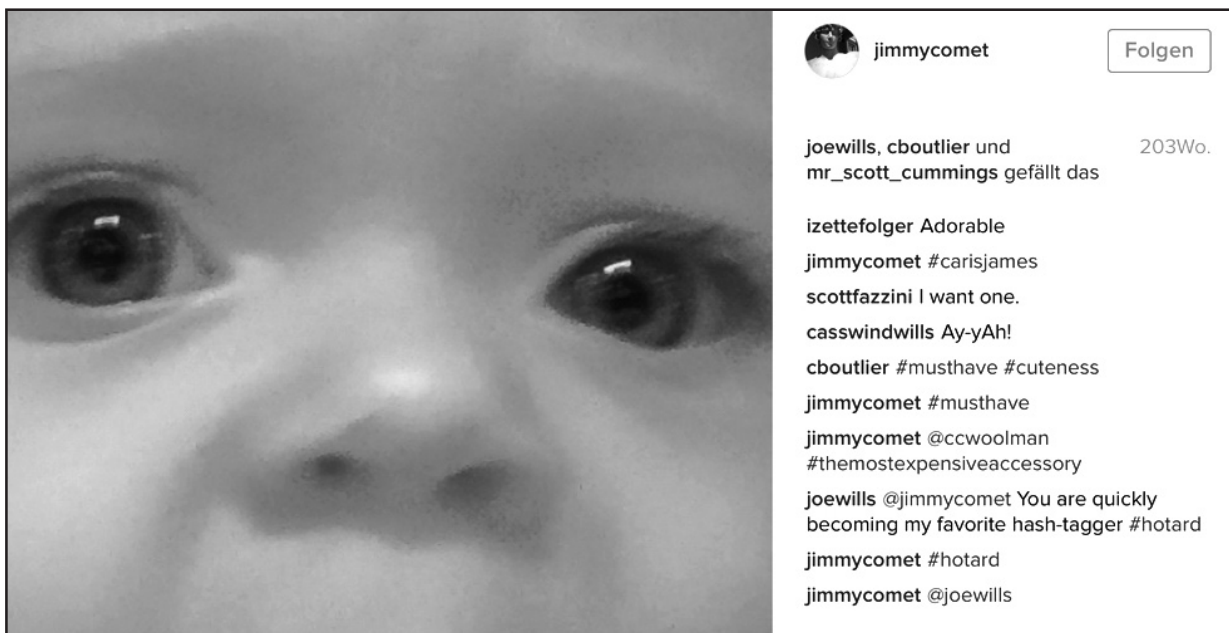 jimmycomet
Folgen
joewills, cboutlier und
203Wo.
mr_scott_cummings gefällt das
izettefolger Adorable
jimmycomet #carisjames
scottfazzini I want one.
casswindwills Ay-yAh!
cboutlier #musthave #cuteness
jimmycomet #musthave
jimmycomet @ccwoolman
#themostexpensiveaccessory
joewills @jimmycomet You are quickly
becoming my favorite hash-tagger #hotard
jimmycomet #hotard
jimmycomet @joewills